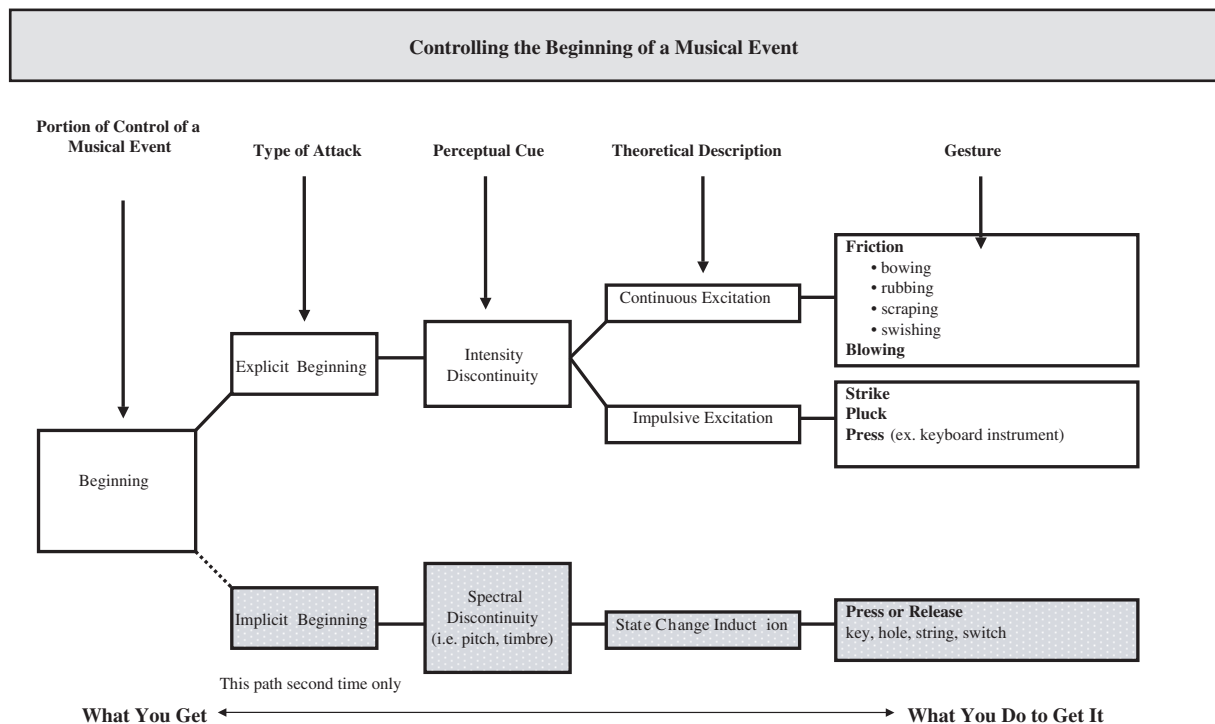 Controlling the Beginning of a Musical Event
Portion of Control of a
Musical Event
Type of Attack
Perceptual Cue
Theoretical Description
Gesture
Beginning
Explicit Beginning
Intensity
Discontinuity
Continuous Excitation
Friction
• bowing
• rubbing
• scraping
• swishing
Blowing
Impulsive Excitation
Strike
Pluck
Press (ex. keyboard instrument)
Implicit Beginning
Spectral
Discontinuity
(i.e. pitch, timbre)
State Change Induct ion
Press or Release
key, hole, string, switch
This path second time only
What You Get
What You Do to Get It